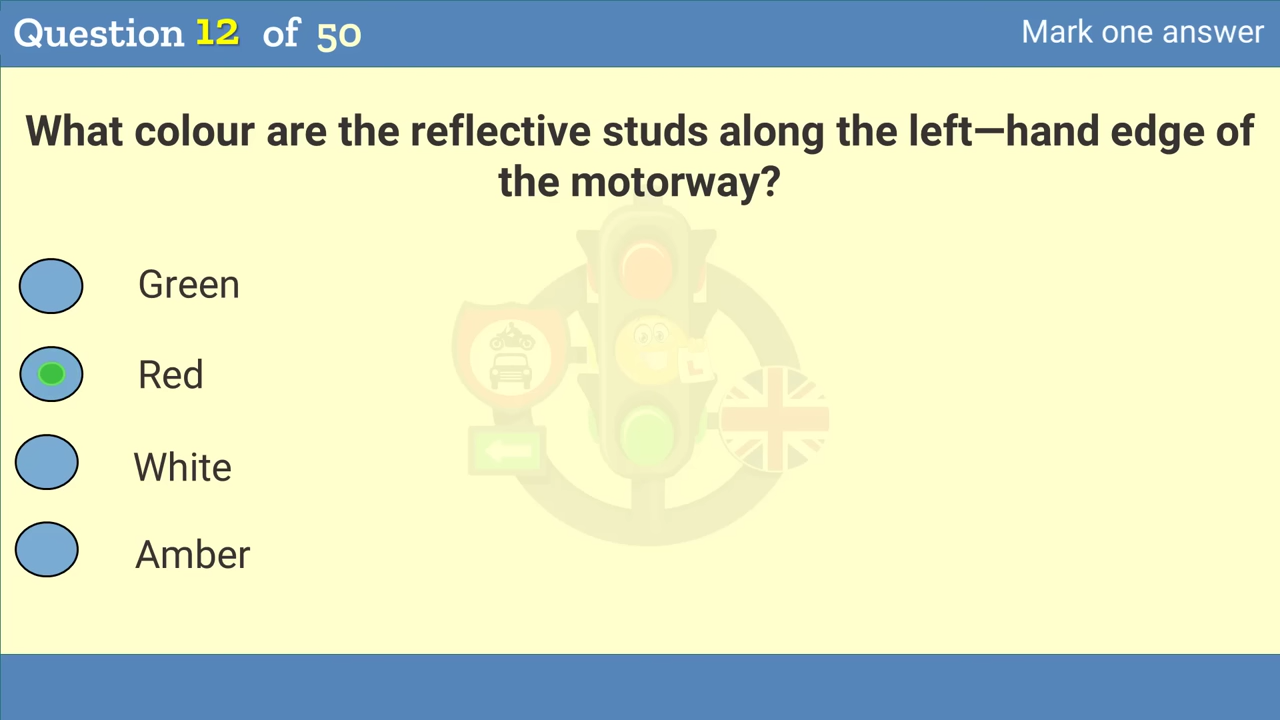 Question 12 of 50
Mark one answer
What colour are the reflective studs along the left—hand edge of
the motorway?
Green
Red
White
Amber
L